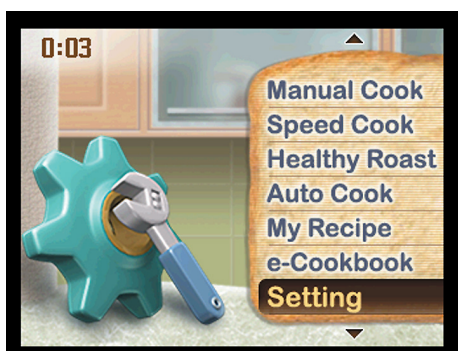 0:03
Manual Cook
Speed Cook
Healthy Roast
Auto Cook
My Recipe
e-Cookbook
Setting